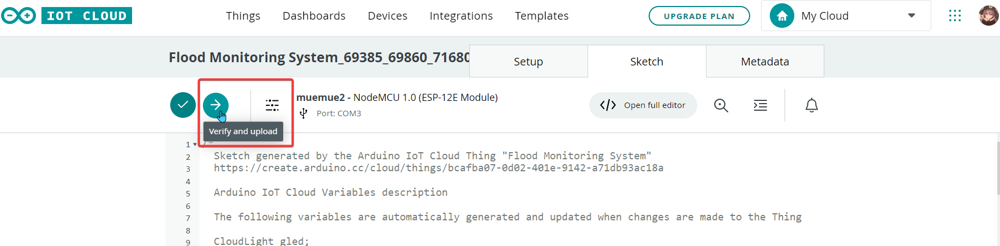 IOT CLOUD
Things Dashboards Devices Integrations Templates
UPGRADE PLAN
My Cloud
Flood Monitoring System_69385_69860_71680
Setup Sketch Metadata
muemue2 - NodeMCU 1.0 (ESP-12E Module)
Port: COM3
Open full editor
Verify and upload
1 /*
2 Sketch generated by the Arduino IoT Cloud Thing "Flood Monitoring System"
3 https://create.arduino.cc/cloud/things/bcafba07-0d02-401e-9142-a71db93ac18a
4
5 Arduino IoT Cloud Variables description
6
7 The following variables are automatically generated and updated when changes are made to the Thing
8
9 CloudLight gled;